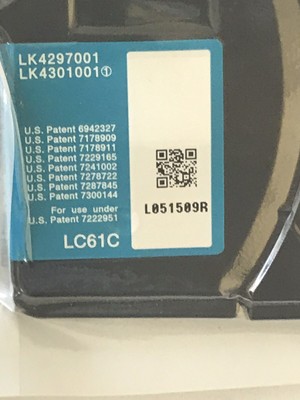 LK4297001
LK4301001①
U.S. Patent 6942327
U.S. Patent 7178909
U.S. Patent 7178911
U.S. Patent 7229165
U.S. Patent 7241002
U.S. Patent 7278722
U.S. Patent 7287845
U.S. Patent 7300144
For use under
U.S. Patent 7222951
LC61C
L051509R